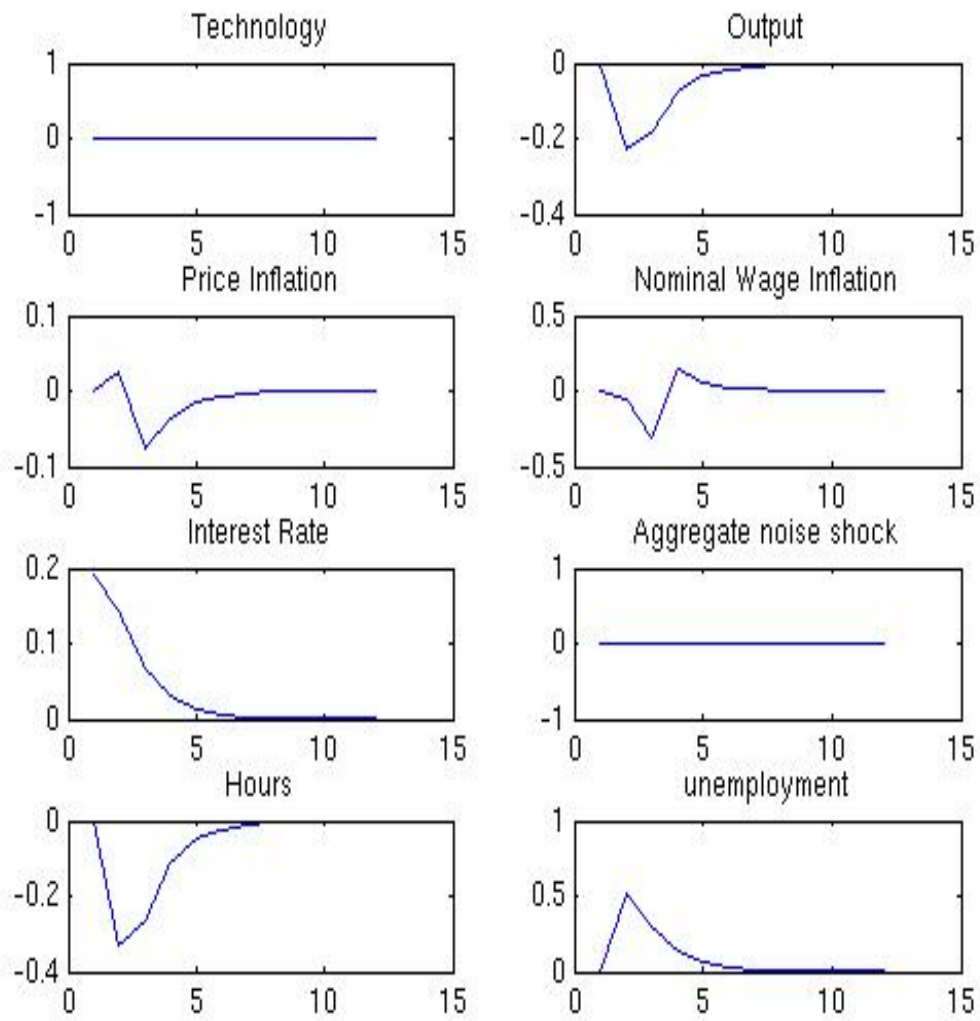 Technology
1
0
-1
0 5 10 15
Output
0
-0.2
-0.4
0 5 10 15
Price Inflation
0.1
0
-0.1
0 5 10 15
Nominal Wage Inflation
0.5
0
-0.5
0 5 10 15
Interest Rate
0.2
0.1
0
0 5 10 15
Aggregate noise shock
1
0
-1
0 5 10 15
Hours
0
-0.2
-0.4
0 5 10 15
unemployment
1
0.5
0
0 5 10 15